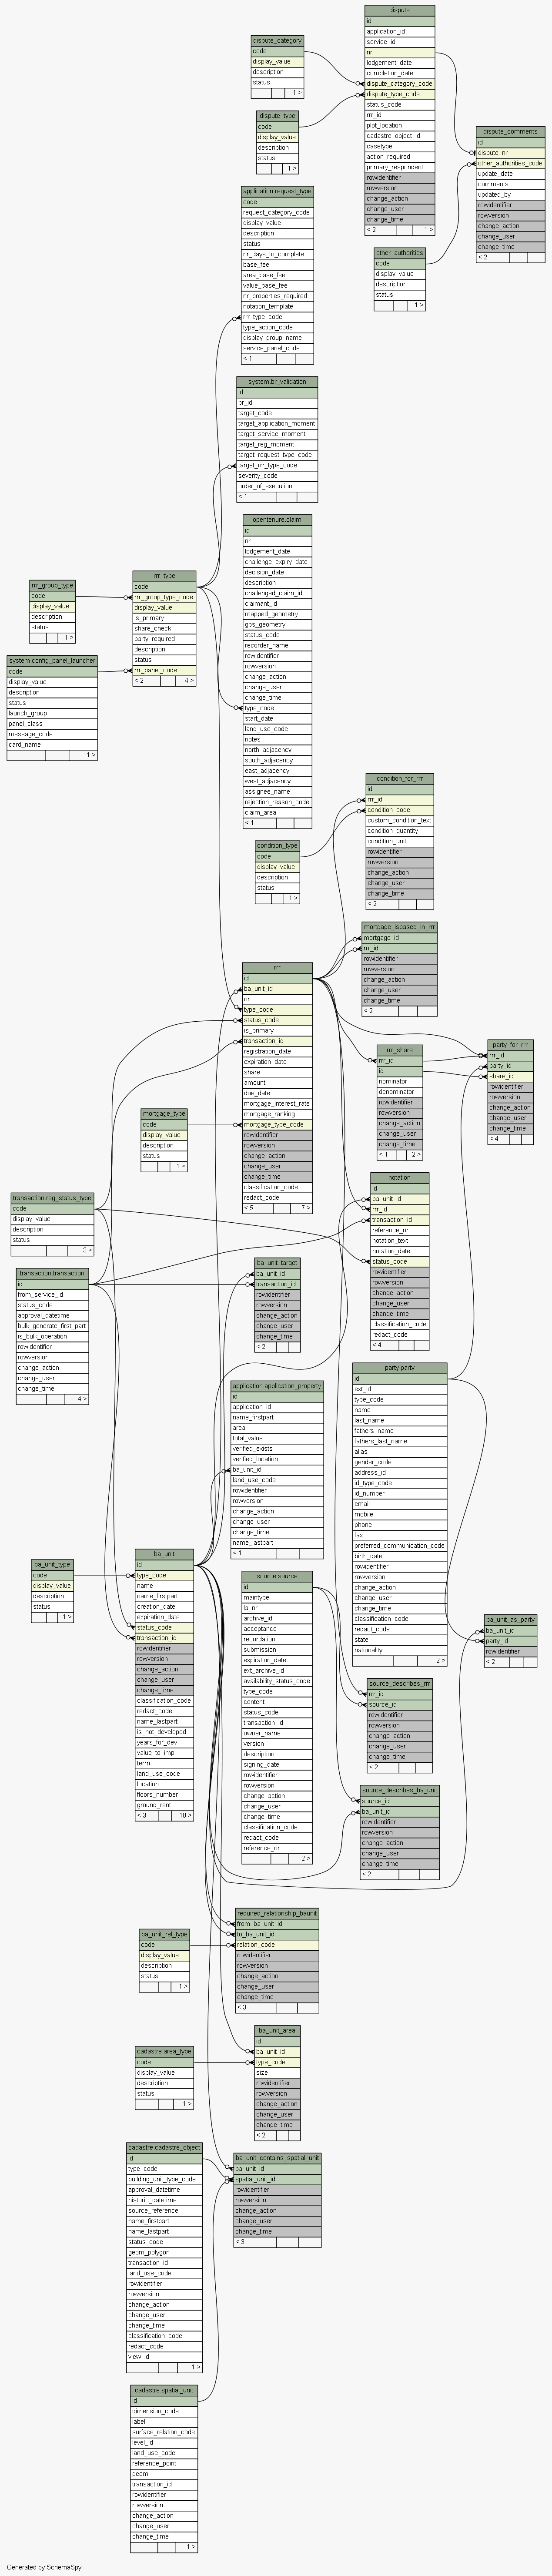 dispute
id
application_id
service_id
nr
lodgement_date
completion_date
dispute_category_code
dispute_type_code
status_code
rrr_id
plot_location
cadastre_object_id
casetype
action_required
primary_respondent
rowidentifier
rowversion
change_action
change_user
change_time
< 2 1 >
dispute_category
code
display_value
description
status
1 >
dispute_type
code
display_value
description
status
1 >
dispute_comments
id
dispute_nr
other_authorities_code
update_date
comments
updated_by
rowidentifier
rowversion
change_action
change_user
change_time
< 2
other_authorities
code
display_value
description
status
1 >
application.request_type
code
request_category_code
display_value
description
status
nr_days_to_complete
base_fee
area_base_fee
value_base_fee
nr_properties_required
notation_template
rrr_type_code
type_action_code
display_group_name
service_panel_code
< 1
system.br_validation
id
br_id
target_code
target_application_moment
target_service_moment
target_reg_moment
target_request_type_code
target_rrr_type_code
severity_code
order_of_execution
< 1
opentenure.claim
id
nr
lodgement_date
challenge_expiry_date
decision_date
description
challenged_claim_id
claimant_id
mapped_geometry
gps_geometry
status_code
recorder_name
rowidentifier
rowversion
change_action
change_user
change_time
type_code
start_date
land_use_code
notes
north_adjacency
south_adjacency
east_adjacency
west_adjacency
assignee_name
rejection_reason_code
claim_area
< 1
rrr_type
code
rrr_group_type_code
display_value
is_primary
share_check
party_required
description
status
rrr_panel_code
< 2 4 >
rrr_group_type
code
display_value
description
status
1 >
system.config_panel_launcher
code
display_value
description
status
launch_group
panel_class
message_code
card_name
1 >
condition_for_rrr
id
rrr_id
condition_code
custom_condition_text
condition_quantity
condition_unit
rowidentifier
rowversion
change_action
change_user
change_time
< 2
condition_type
code
display_value
description
status
1 >
mortgage_isbased_in_rrr
mortgage_id
rrr_id
rowidentifier
rowversion
change_action
change_user
change_time
< 2
rrr
id
ba_unit_id
nr
type_code
status_code
is_primary
transaction_id
registration_date
expiration_date
share
amount
due_date
mortgage_interest_rate
mortgage_ranking
mortgage_type_code
rowidentifier
rowversion
change_action
change_user
change_time
classification_code
redact_code
< 5 7 >
rrr_share
rrr_id
id
nominator
denominator
rowidentifier
rowversion
change_action
change_user
change_time
< 1 2 >
party_for_rrr
rrr_id
party_id
share_id
rowidentifier
rowversion
change_action
change_user
change_time
< 4
mortgage_type
code
display_value
description
status
1 >
notation
id
ba_unit_id
rrr_id
transaction_id
reference_nr
notation_text
notation_date
status_code
rowidentifier
rowversion
change_action
change_user
change_time
classification_code
redact_code
< 4
transaction.reg_status_type
code
display_value
description
status
3 >
transaction.transaction
id
from_service_id
status_code
approval_datetime
bulk_generate_first_part
is_bulk_operation
rowidentifier
rowversion
change_action
change_user
change_time
4 >
ba_unit_target
ba_unit_id
transaction_id
rowidentifier
rowversion
change_action
change_user
change_time
< 2
party.party
id
ext_id
type_code
name
last_name
fathers_name
fathers_last_name
alias
gender_code
address_id
id_type_code
id_number
email
mobile
phone
fax
preferred_communication_code
birth_date
rowidentifier
rowversion
change_action
change_user
change_time
classification_code
redact_code
state
nationality
2 >
application.application_property
id
application_id
name_firstpart
area
total_value
verified_exists
verified_location
ba_unit_id
land_use_code
rowidentifier
rowversion
change_action
change_user
change_time
name_lastpart
< 1
ba_unit
id
type_code
name
name_firstpart
creation_date
expiration_date
status_code
transaction_id
rowidentifier
rowversion
change_action
change_user
change_time
classification_code
redact_code
name_lastpart
is_not_developed
years_for_dev
value_to_imp
term
land_use_code
location
floors_number
ground_rent
< 3 10 >
ba_unit_type
code
display_value
description
status
1 >
source.source
id
maintype
la_nr
archive_id
acceptance
recordation
submission
expiration_date
ext_archive_id
availability_status_code
type_code
content
status_code
transaction_id
owner_name
version
description
signing_date
rowidentifier
rowversion
change_action
change_user
change_time
classification_code
redact_code
reference_nr
2 >
ba_unit_as_party
ba_unit_id
party_id
rowidentifier
< 2
source_describes_rrr
rrr_id
source_id
rowidentifier
rowversion
change_action
change_user
change_time
< 2
source_describes_ba_unit
source_id
ba_unit_id
rowidentifier
rowversion
change_action
change_user
change_time
< 2
required_relationship_baunit
from_ba_unit_id
to_ba_unit_id
relation_code
rowidentifier
rowversion
change_action
change_user
change_time
< 3
ba_unit_rel_type
code
display_value
description
status
1 >
ba_unit_area
id
ba_unit_id
type_code
size
rowidentifier
rowversion
change_action
change_user
change_time
< 2
cadastre.area_type
code
display_value
description
status
1 >
cadastre.cadastre_object
id
type_code
building_unit_type_code
approval_datetime
historic_datetime
source_reference
name_firstpart
name_lastpart
status_code
geom_polygon
transaction_id
land_use_code
rowidentifier
rowversion
change_action
change_user
change_time
classification_code
redact_code
view_id
1 >
ba_unit_contains_spatial_unit
ba_unit_id
spatial_unit_id
rowidentifier
rowversion
change_action
change_user
change_time
< 3
cadastre.spatial_unit
id
dimension_code
label
surface_relation_code
level_id
land_use_code
reference_point
geom
transaction_id
rowidentifier
rowversion
change_action
change_user
change_time
1 >
Generated by SchemaSpy